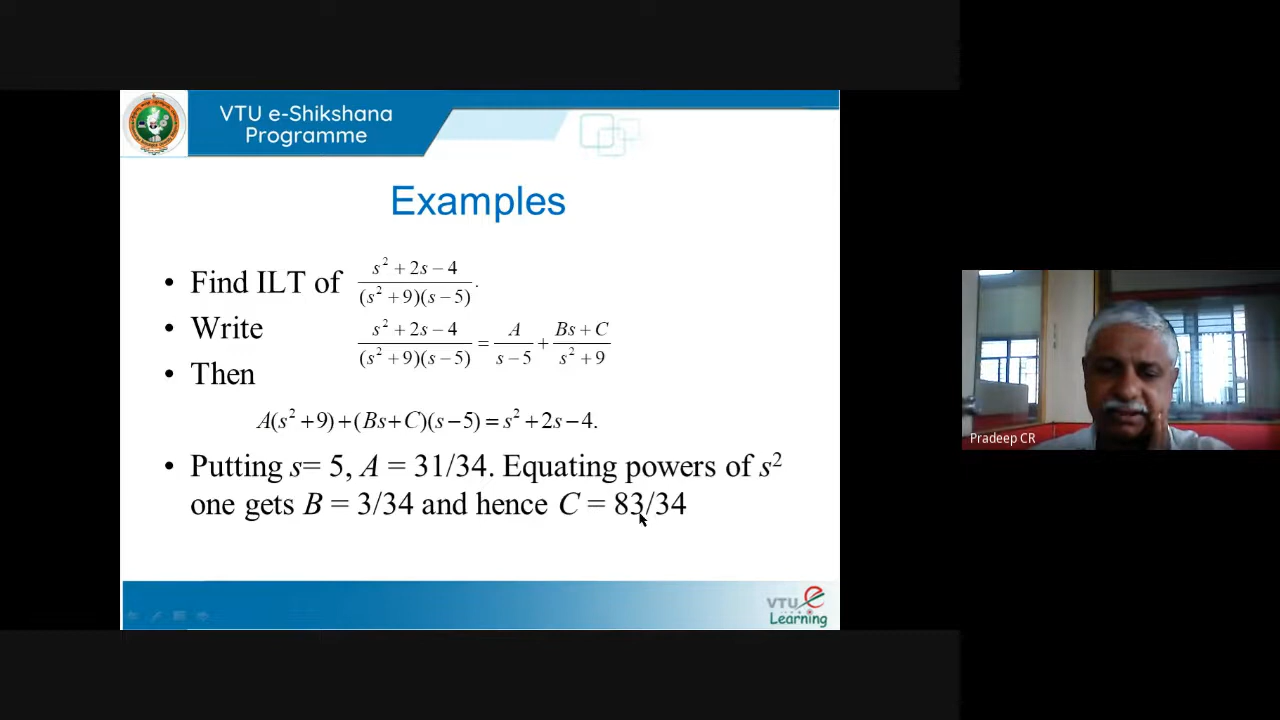 VTU e-Shikshana
Programme
Examples
• Find ILT of (s² + 2s − 4)/((s² + 9)(s − 5)).
• Write (s² + 2s − 4)/((s² + 9)(s − 5)) = A/(s − 5) + (Bs + C)/(s² + 9)
• Then
A(s² + 9) + (Bs + C)(s − 5) = s² + 2s − 4.
• Putting s= 5, A = 31/34. Equating powers of s²
one gets B = 3/34 and hence C = 83/34
VTU e
Learning
Pradeep CR